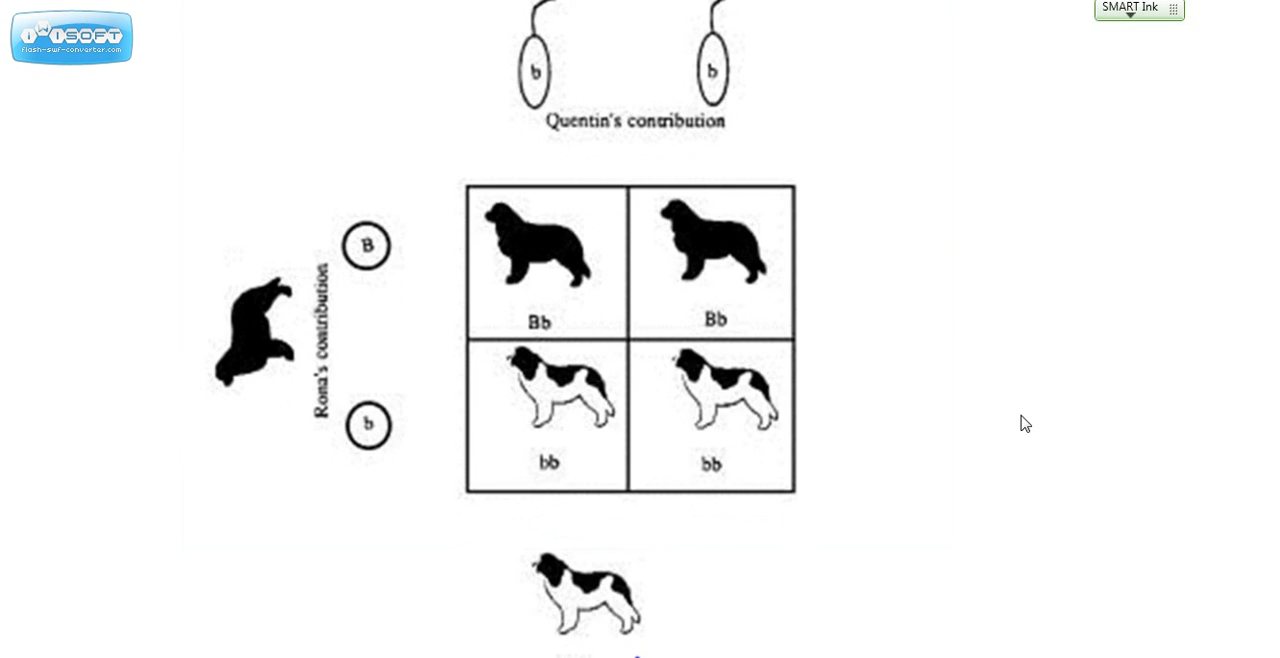 SMART Ink
iWiSOFT
flash-swf-converter.com
b b
Quentin's contribution
Rona's contribution
B
b
Bb Bb
bb bb